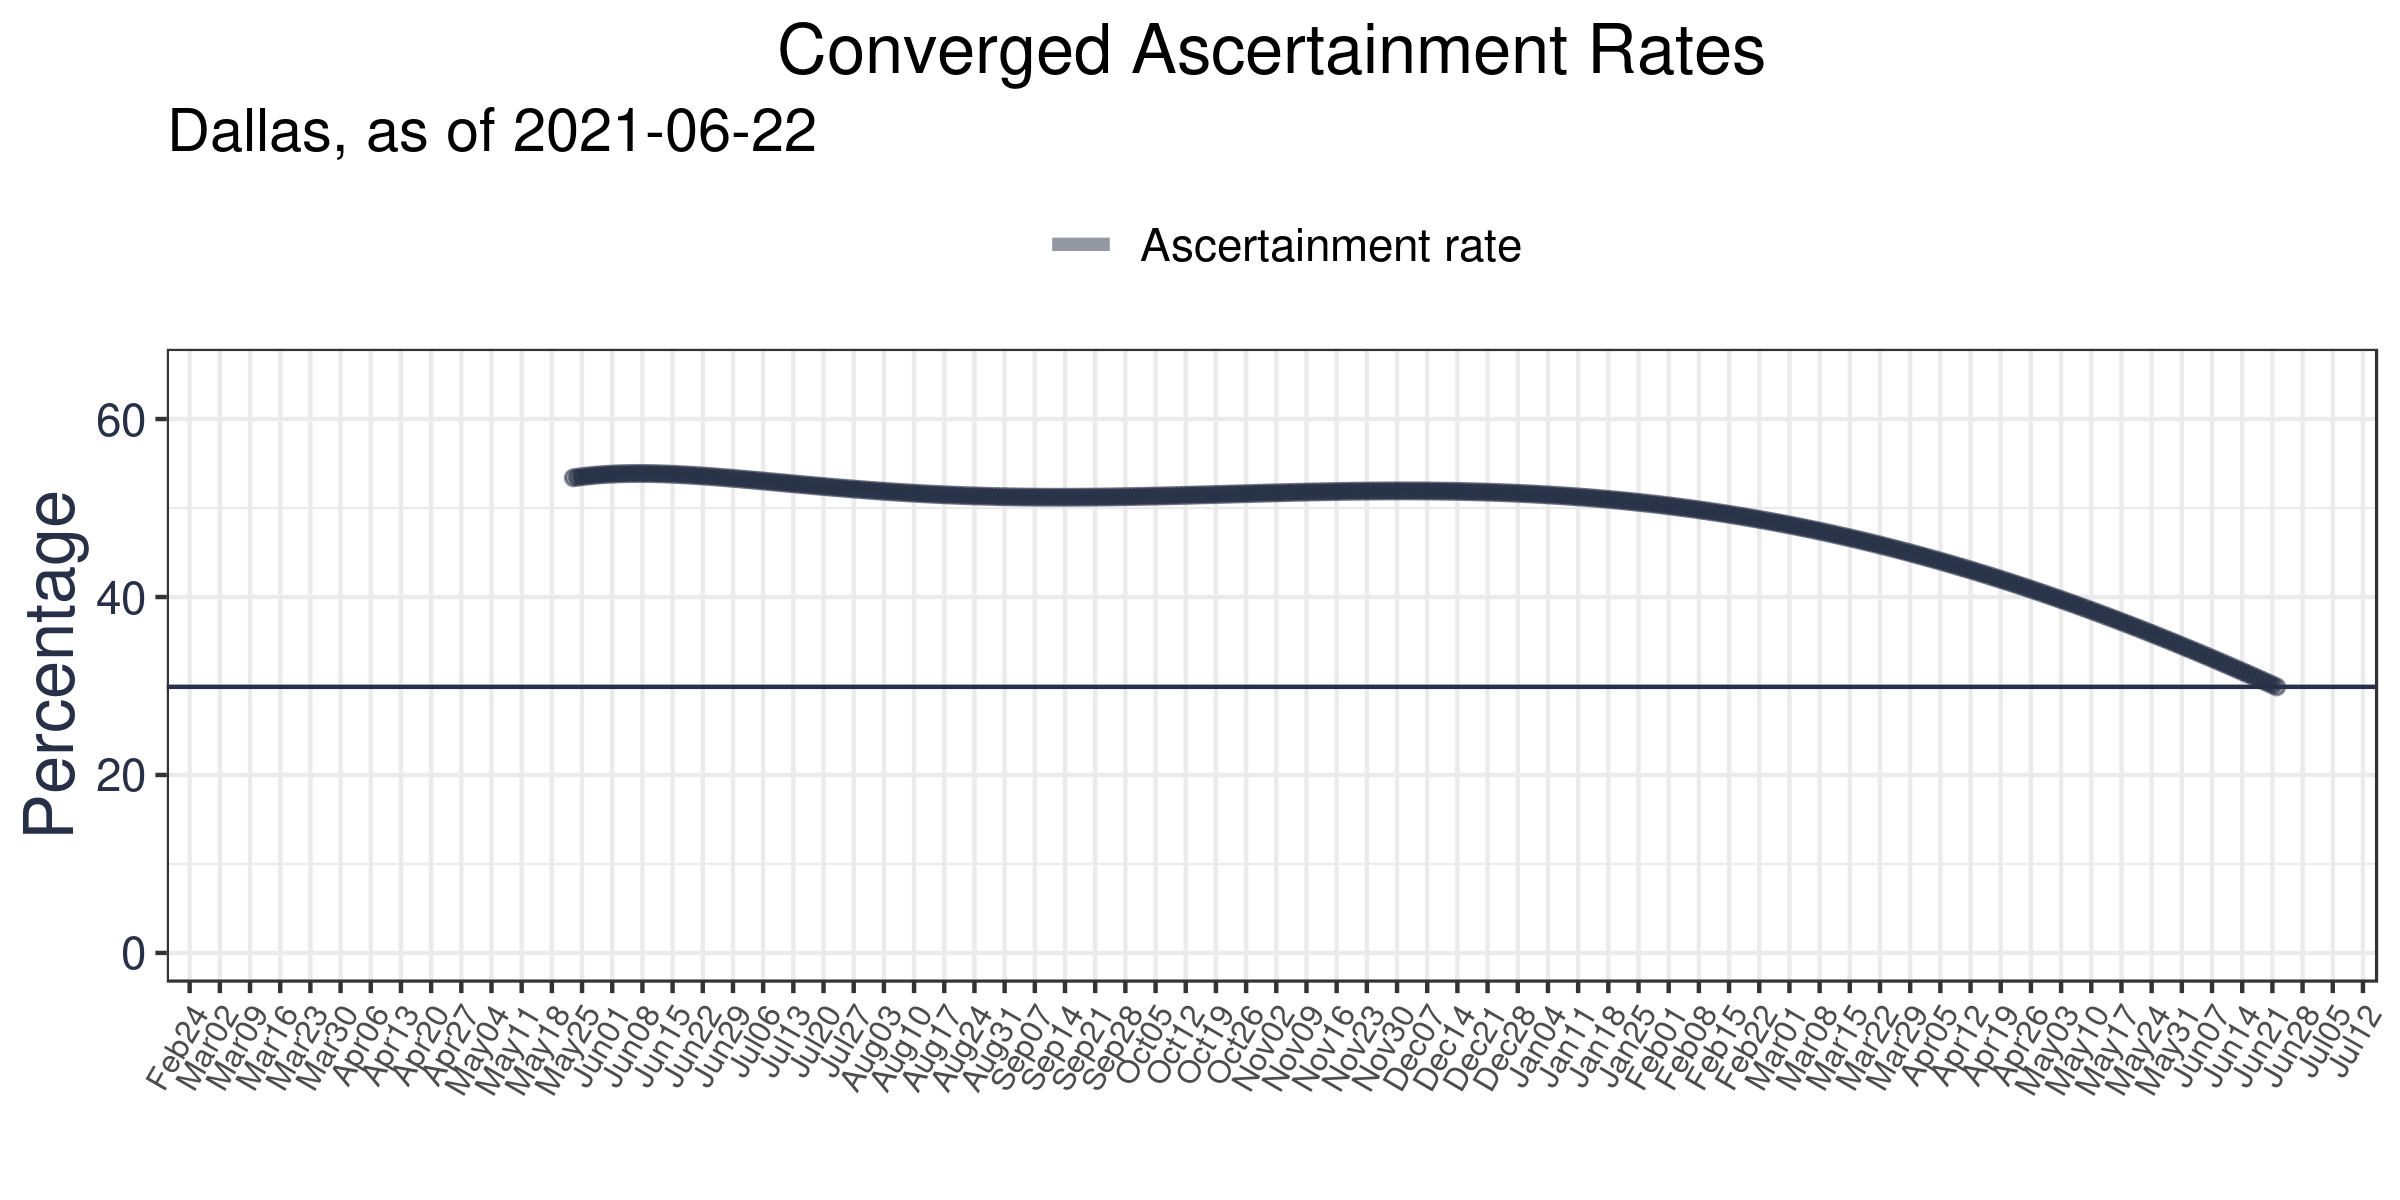 Converged Ascertainment Rates
Dallas, as of 2021-06-22
Ascertainment rate
Percentage
60
40
20
0
Feb24 Mar02 Mar09 Mar16 Mar23 Mar30 Apr06 Apr13 Apr20 Apr27 May04 May11 May18 May25 Jun01 Jun08 Jun15 Jun22 Jun29 Jul06 Jul13 Jul20 Jul27 Aug03 Aug10 Aug17 Aug24 Aug31 Sep07 Sep14 Sep21 Sep28 Oct05 Oct12 Oct19 Oct26 Nov02 Nov09 Nov16 Nov23 Nov30 Dec07 Dec14 Dec21 Dec28 Jan04 Jan11 Jan18 Jan25 Feb01 Feb08 Feb15 Feb22 Mar01 Mar08 Mar15 Mar22 Mar29 Apr05 Apr12 Apr19 Apr26 May03 May10 May17 May24 May31 Jun07 Jun14 Jun21 Jun28 Jul05 Jul12